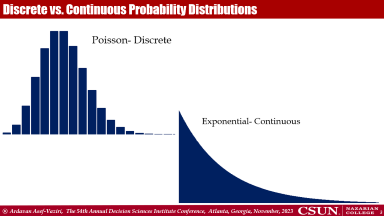 Discrete vs. Continuous Probability Distributions
Poisson- Discrete
Exponential- Continuous
® Ardavan Asef-Vaziri, The 54th Annual Decision Sciences Institute Conference, Atlanta, Georgia, November, 2023
CSUN
NAZARIAN
COLLEGE